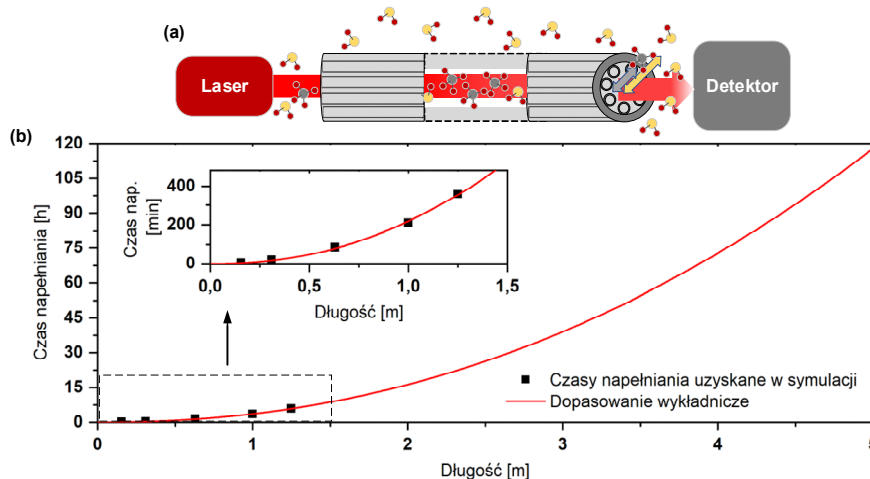 (a)
Laser
Detektor
(b)
Czas napełniania [h]
120
105
90
75
60
45
30
15
0
0
1
2
3
4
5
Długość [m]
Czas nap.
[min]
400
200
0
0,0
0,5
1,0
1,5
Długość [m]
Czasy napełniania uzyskane w symulacji
Dopasowanie wykładnicze